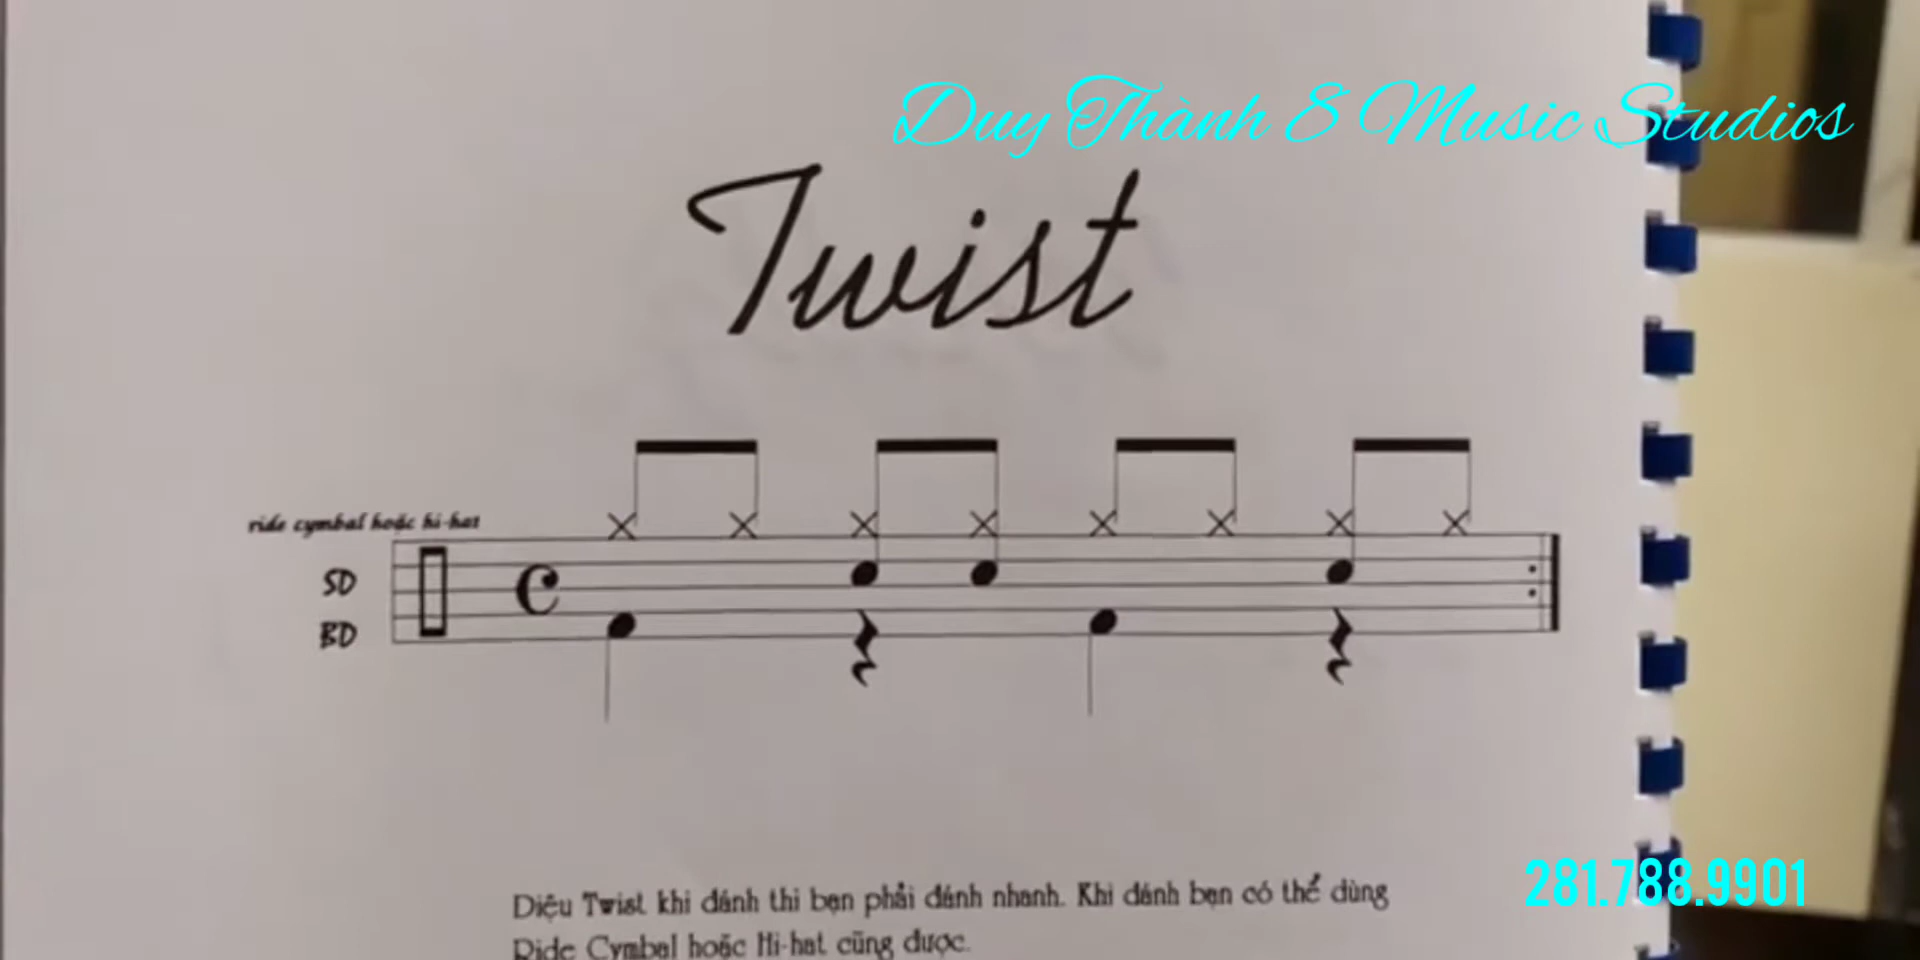 Duy Thành 8 Music Studios
Twist
ride cymbal hoặc hi-hat
SD
BD
Diệu Twist khi đánh thì bạn phải đánh nhanh. Khi đánh bạn có thể dùng
Ride Cymbal hoặc Hi-hat cũng được.
281.788.9901